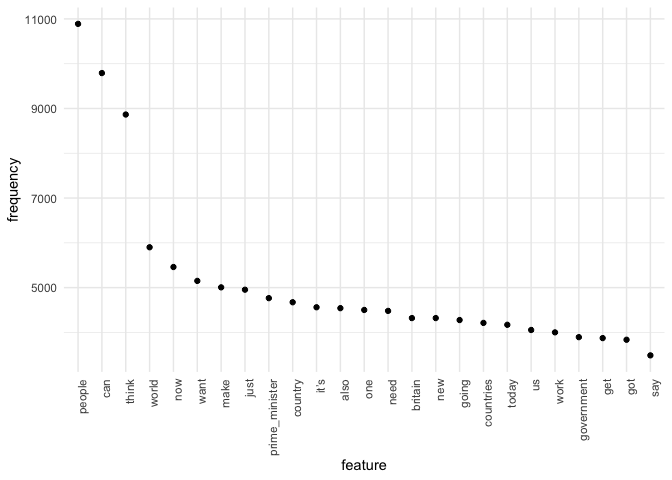 11000
9000
7000
5000
frequency
people
can
think
world
now
want
make
just
prime_minister
country
it's
also
one
need
britain
new
going
countries
today
us
work
government
get
got
say
feature